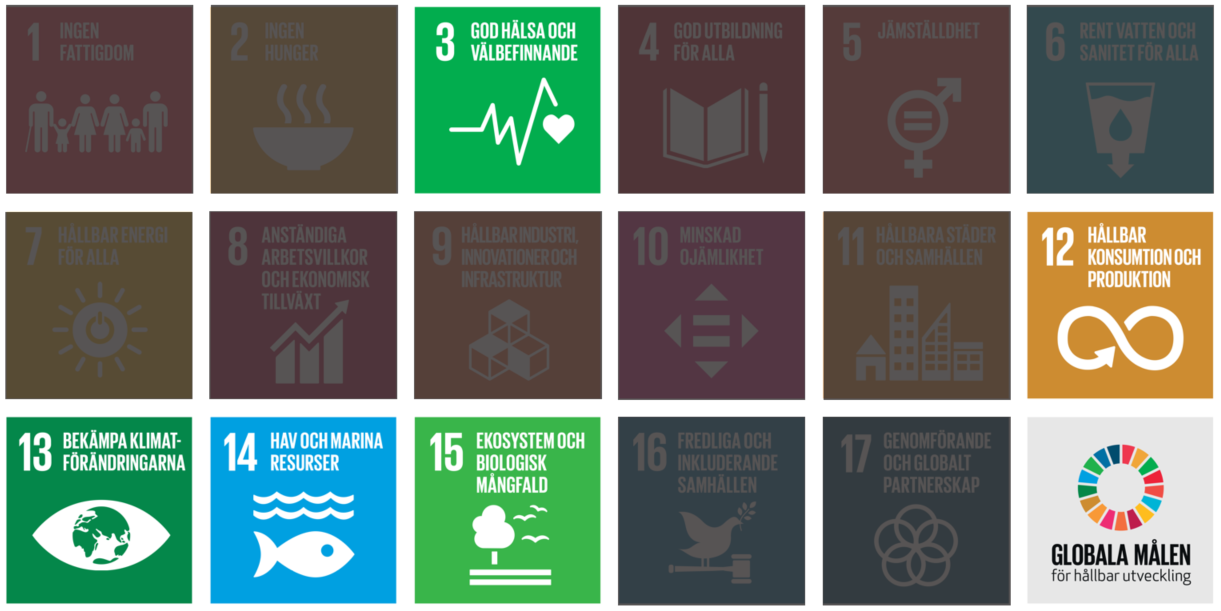 1 INGEN
FATTIGDOM
2 INGEN
HUNGER
3 GOD HÄLSA OCH
VÄLBEFINNANDE
4 GOD UTBILDNING
FÖR ALLA
5 JÄMSTÄLLDHET
6 RENT VATTEN OCH
SANITET FÖR ALLA
7 HÅLLBAR ENERGI
FÖR ALLA
8 ANSTÄNDIGA
ARBETSVILLKOR
OCH EKONOMISK
TILLVÄXT
9 HÅLLBAR INDUSTRI,
INNOVATIONER OCH
INFRASTRUKTUR
10 MINSKAD
OJÄMLIKHET
11 HÅLLBARA STÄDER
OCH SAMHÄLLEN
12 HÅLLBAR
KONSUMTION OCH
PRODUKTION
13 BEKÄMPA KLIMAT-
FÖRÄNDRINGARNA
14 HAV OCH MARINA
RESURSER
15 EKOSYSTEM OCH
BIOLOGISK
MÅNGFALD
16 FREDLIGA OCH
INKLUDERANDE
SAMHÄLLEN
17 GENOMFÖRANDE
OCH GLOBALT
PARTNERSKAP
GLOBALA MÅLEN
för hållbar utveckling